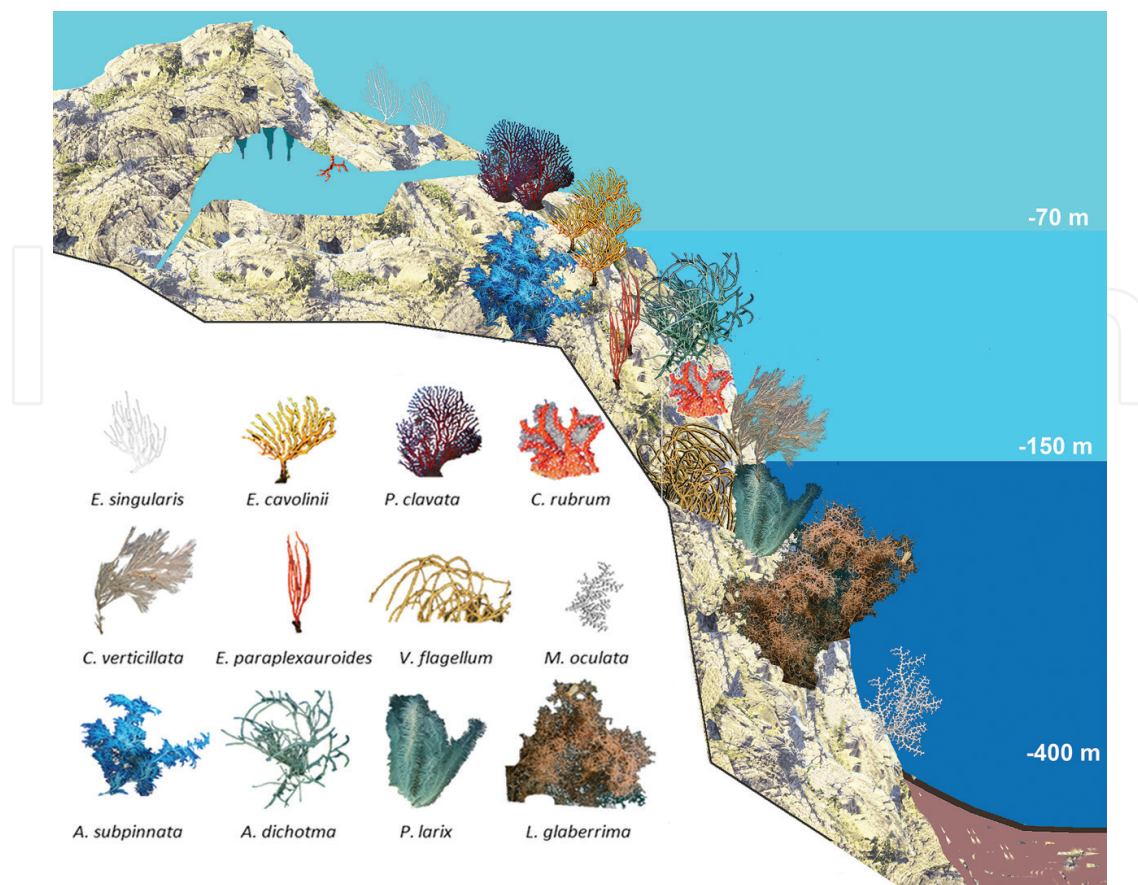 -70 m
-150 m
-400 m
E. singularis
E. cavolinii
P. clavata
C. rubrum
C. verticillata
E. paraplexauroides
V. flagellum
M. oculata
A. subpinnata
A. dichotma
P. larix
L. glaberrima